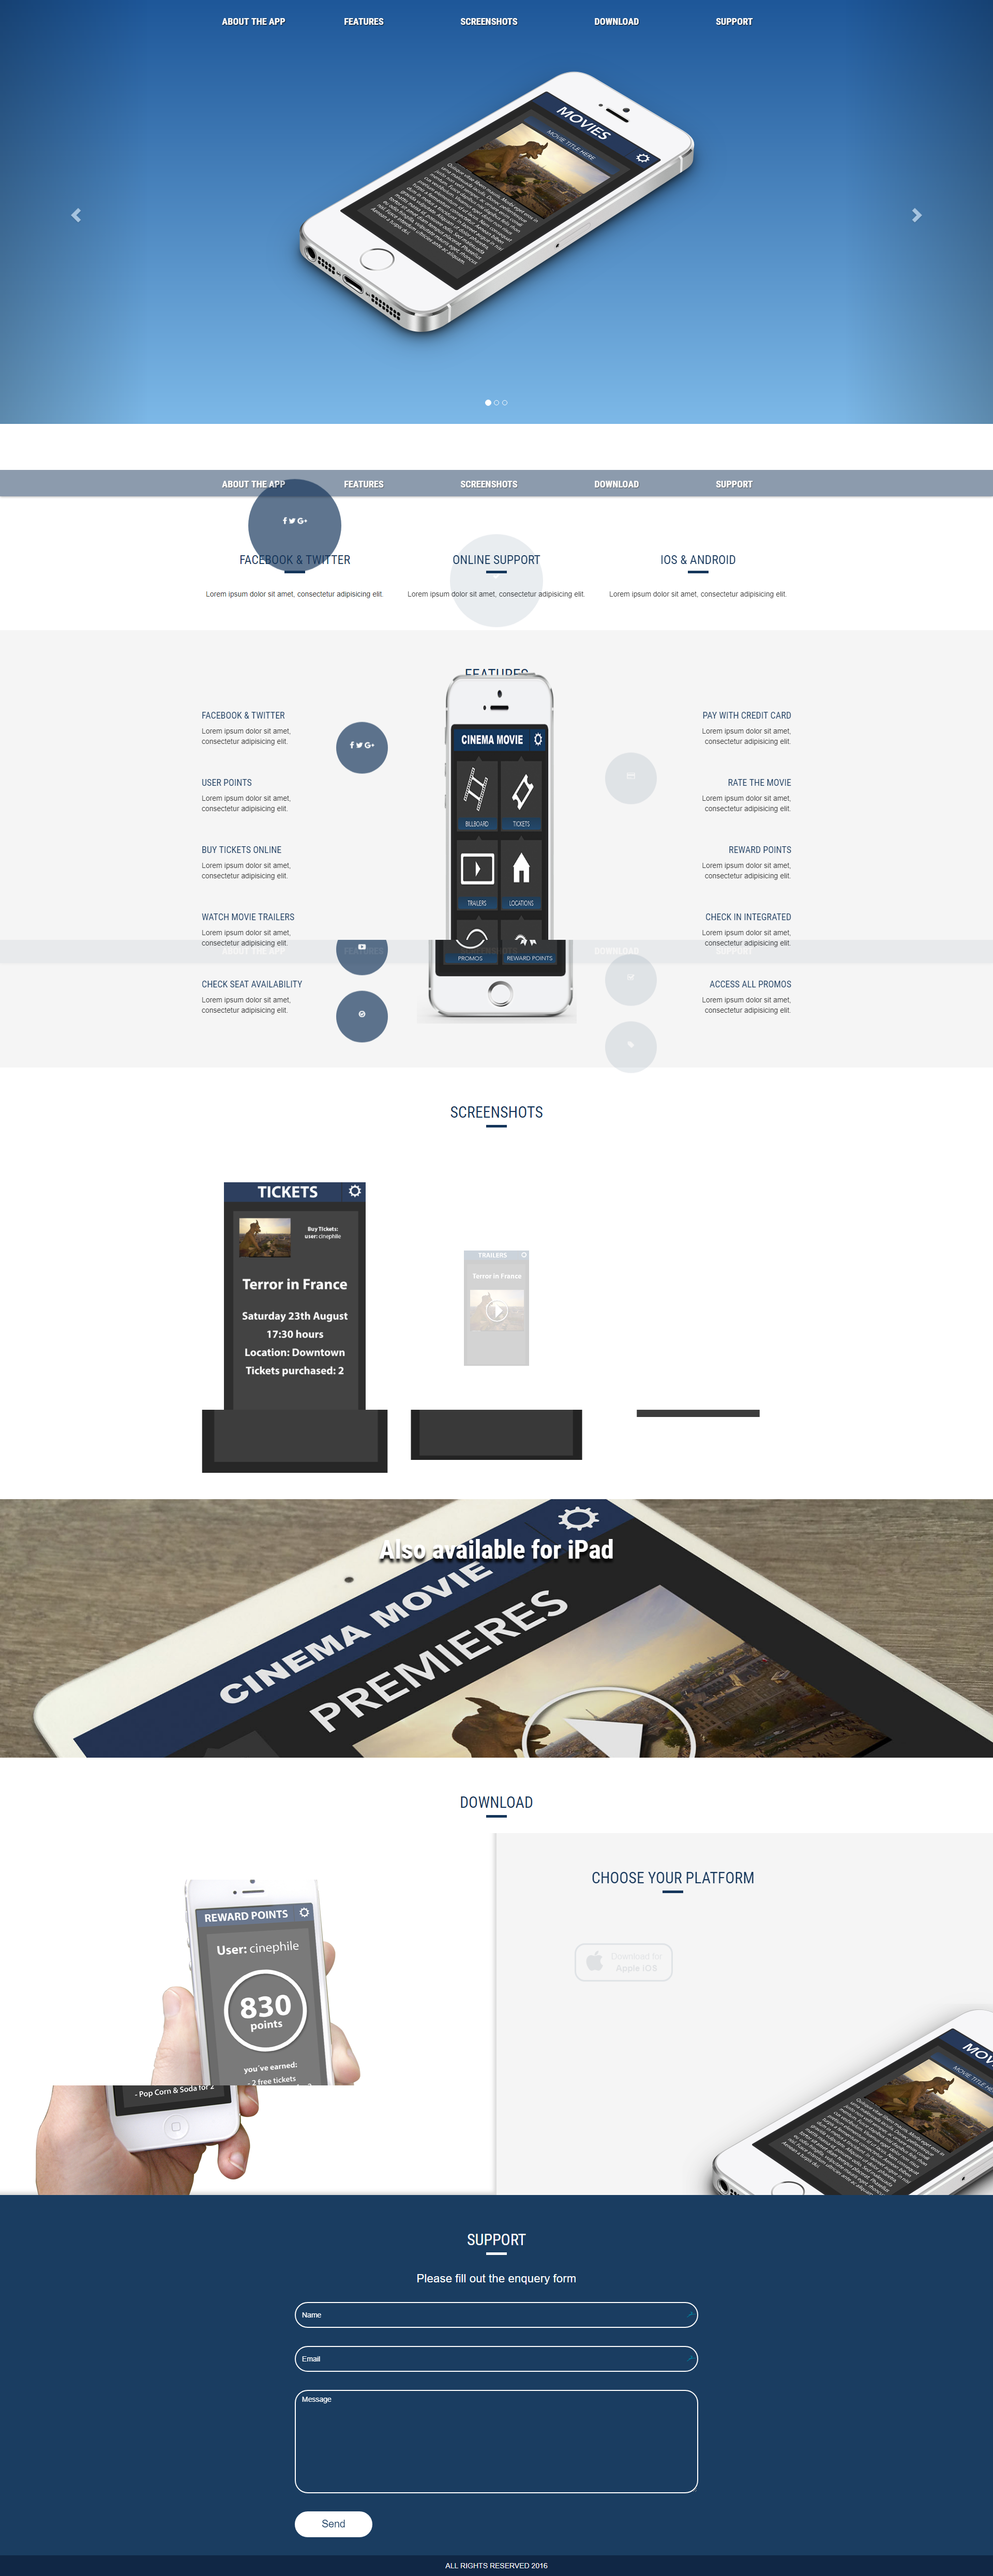 ABOUT THE APP FEATURES SCREENSHOTS DOWNLOAD SUPPORT
MOVIES
MOVIE TITLE HERE
ABOUT THE APP FEATURES SCREENSHOTS DOWNLOAD SUPPORT
FACEBOOK & TWITTER
Lorem ipsum dolor sit amet, consectetur adipisicing elit.
ONLINE SUPPORT
Lorem ipsum dolor sit amet, consectetur adipisicing elit.
IOS & ANDROID
Lorem ipsum dolor sit amet, consectetur adipisicing elit.
FEATURES
FACEBOOK & TWITTER
Lorem ipsum dolor sit amet,
consectetur adipisicing elit.
USER POINTS
Lorem ipsum dolor sit amet,
consectetur adipisicing elit.
BUY TICKETS ONLINE
Lorem ipsum dolor sit amet,
consectetur adipisicing elit.
WATCH MOVIE TRAILERS
Lorem ipsum dolor sit amet,
consectetur adipisicing elit.
CHECK SEAT AVAILABILITY
Lorem ipsum dolor sit amet,
consectetur adipisicing elit.
CINEMA MOVIE
BILLBOARD TICKETS
TRAILERS LOCATIONS
PROMOS REWARD POINTS
PAY WITH CREDIT CARD
Lorem ipsum dolor sit amet,
consectetur adipisicing elit.
RATE THE MOVIE
Lorem ipsum dolor sit amet,
consectetur adipisicing elit.
REWARD POINTS
Lorem ipsum dolor sit amet,
consectetur adipisicing elit.
CHECK IN INTEGRATED
Lorem ipsum dolor sit amet,
consectetur adipisicing elit.
ACCESS ALL PROMOS
Lorem ipsum dolor sit amet,
consectetur adipisicing elit.
ABOUT THE APP FEATURES SCREENSHOTS DOWNLOAD SUPPORT
SCREENSHOTS
TICKETS
Buy Tickets:
user: cinephile
Terror in France
Saturday 23th August
17:30 hours
Location: Downtown
Tickets purchased: 2
TRAILERS
Terror in France
Also available for iPad
CINEMA MOVIE
PREMIERES
DOWNLOAD
REWARD POINTS
User: cinephile
830
points
you've earned:
- 2 free tickets
- Pop Corn & Soda for 2
CHOOSE YOUR PLATFORM
Download for
Apple iOS
MOV
MOVIE TITLE HE
SUPPORT
Please fill out the enquery form
Name
Email
Message
Send
ALL RIGHTS RESERVED 2016